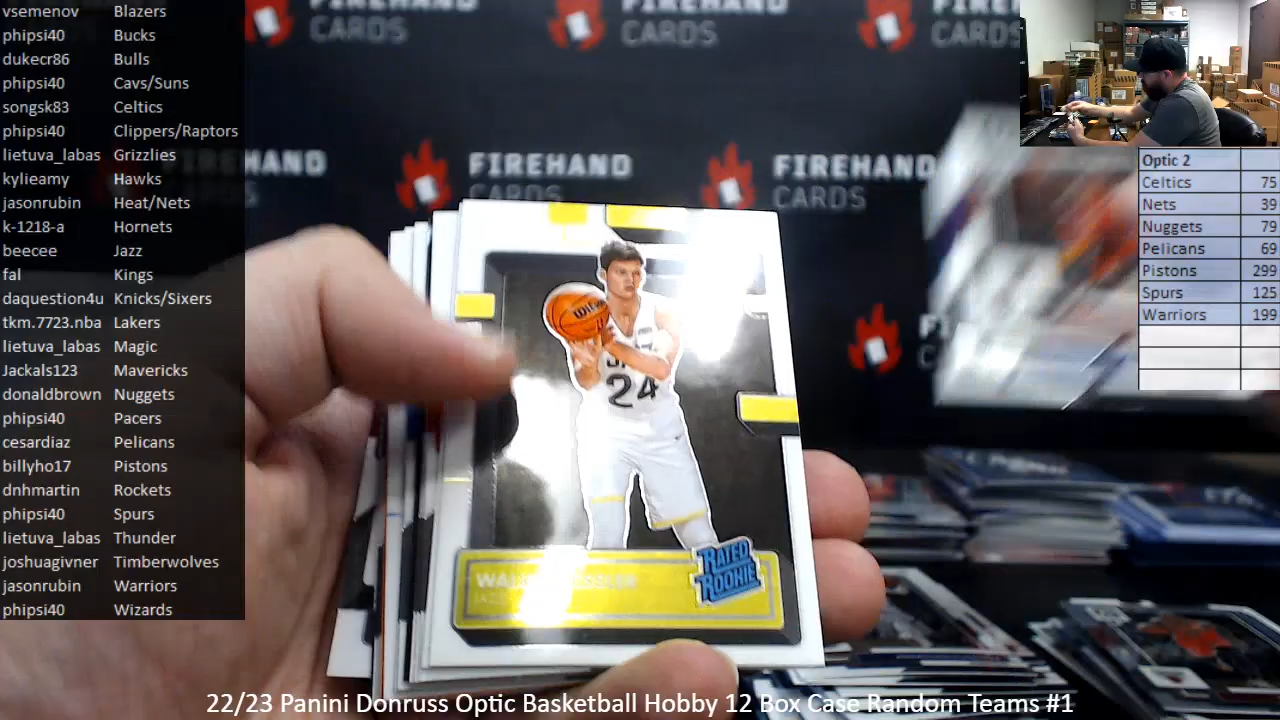 vsemenov Blazers
phipsi40 Bucks
dukecr86 Bulls
phipsi40 Cavs/Suns
songsk83 Celtics
phipsi40 Clippers/Raptors
lietuva_labas Grizzlies
kylieamy Hawks
jasonrubin Heat/Nets
k-1218-a Hornets
beecee Jazz
fal Kings
daquestion4u Knicks/Sixers
tkm.7723.nba Lakers
lietuva_labas Magic
Jackals123 Mavericks
donaldbrown Nuggets
phipsi40 Pacers
cesardiaz Pelicans
billyho17 Pistons
dnhmartin Rockets
phipsi40 Spurs
lietuva_labas Thunder
joshuagivner Timberwolves
jasonrubin Warriors
phipsi40 Wizards
FIREHAND
CARDS
CARDS
HAND
FIREHAND
CARDS
FIREHAND
CARDS
Optic 2
Celtics 75
Nets 39
Nuggets 79
Pelicans 69
Pistons 299
Spurs 125
Warriors 199
Wilson
24
RATED
ROOKIE
22/23 Panini Donruss Optic Basketball Hobby 12 Box Case Random Teams #1